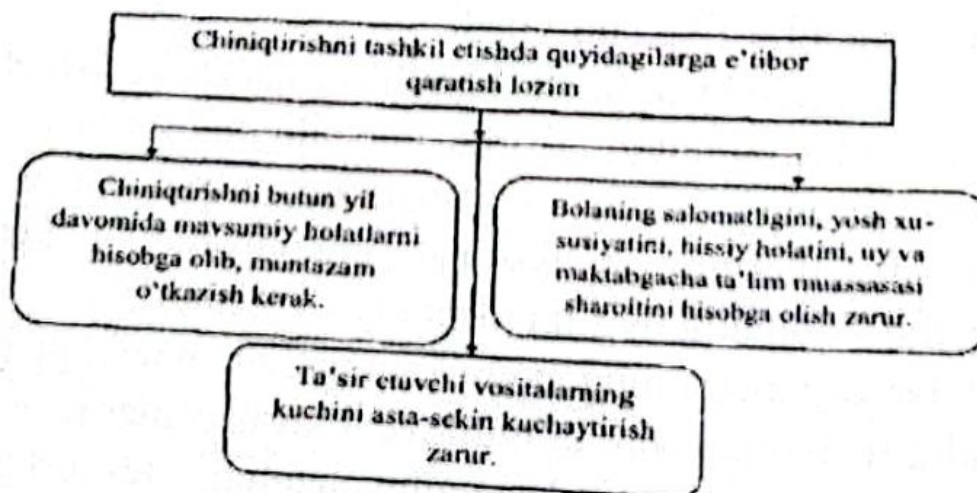 Chiniqtirishni tashkil etishda quyidagilarga e'tibor
qaratish lozim
Chiniqtirishni butun yil
davomida mavsumiy holatlarni
hisobga olib, muntazam
o'tkazish kerak.
Bolaning salomatligini, yosh xu-
susiyatini, hissiy holatini, uy va
maktabgacha ta'lim muassasasi
sharoitini hisobga olish zarur.
Ta'sir etuvchi vositalarning
kuchini asta-sekin kuchaytirish
zarur.